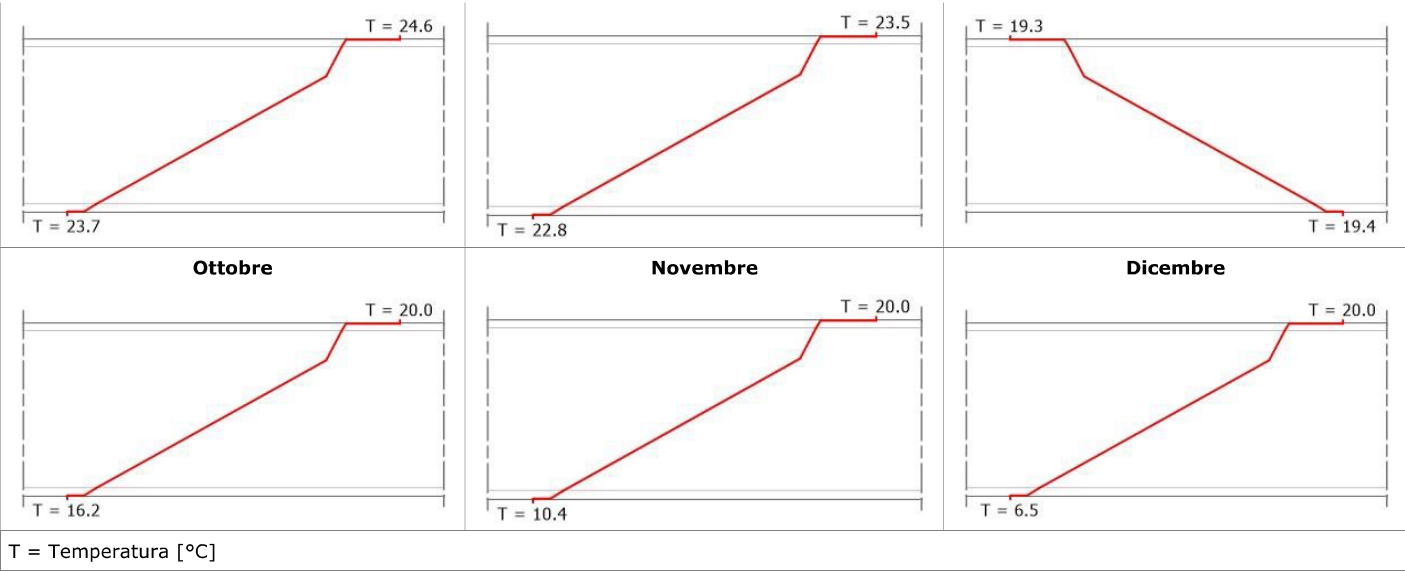 T = 24.6
T = 23.7
T = 23.5
T = 22.8
T = 19.3
T = 19.4
Ottobre
T = 20.0
T = 16.2
Novembre
T = 20.0
T = 10.4
Dicembre
T = 20.0
T = 6.5
T = Temperatura [°C]